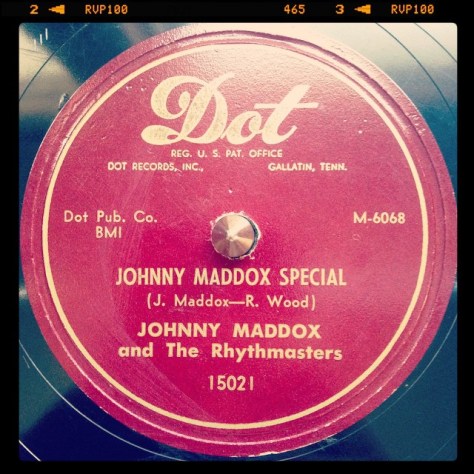 2 ◀ RVP100 465 3 ◀ RVP100
Dot
REG. U. S. PAT. OFFICE
DOT RECORDS, INC., GALLATIN, TENN.
Dot Pub. Co. M-6068
BMI
JOHNNY MADDOX SPECIAL
(J. Maddox—R. Wood)
JOHNNY MADDOX
and The Rhythmasters
15021